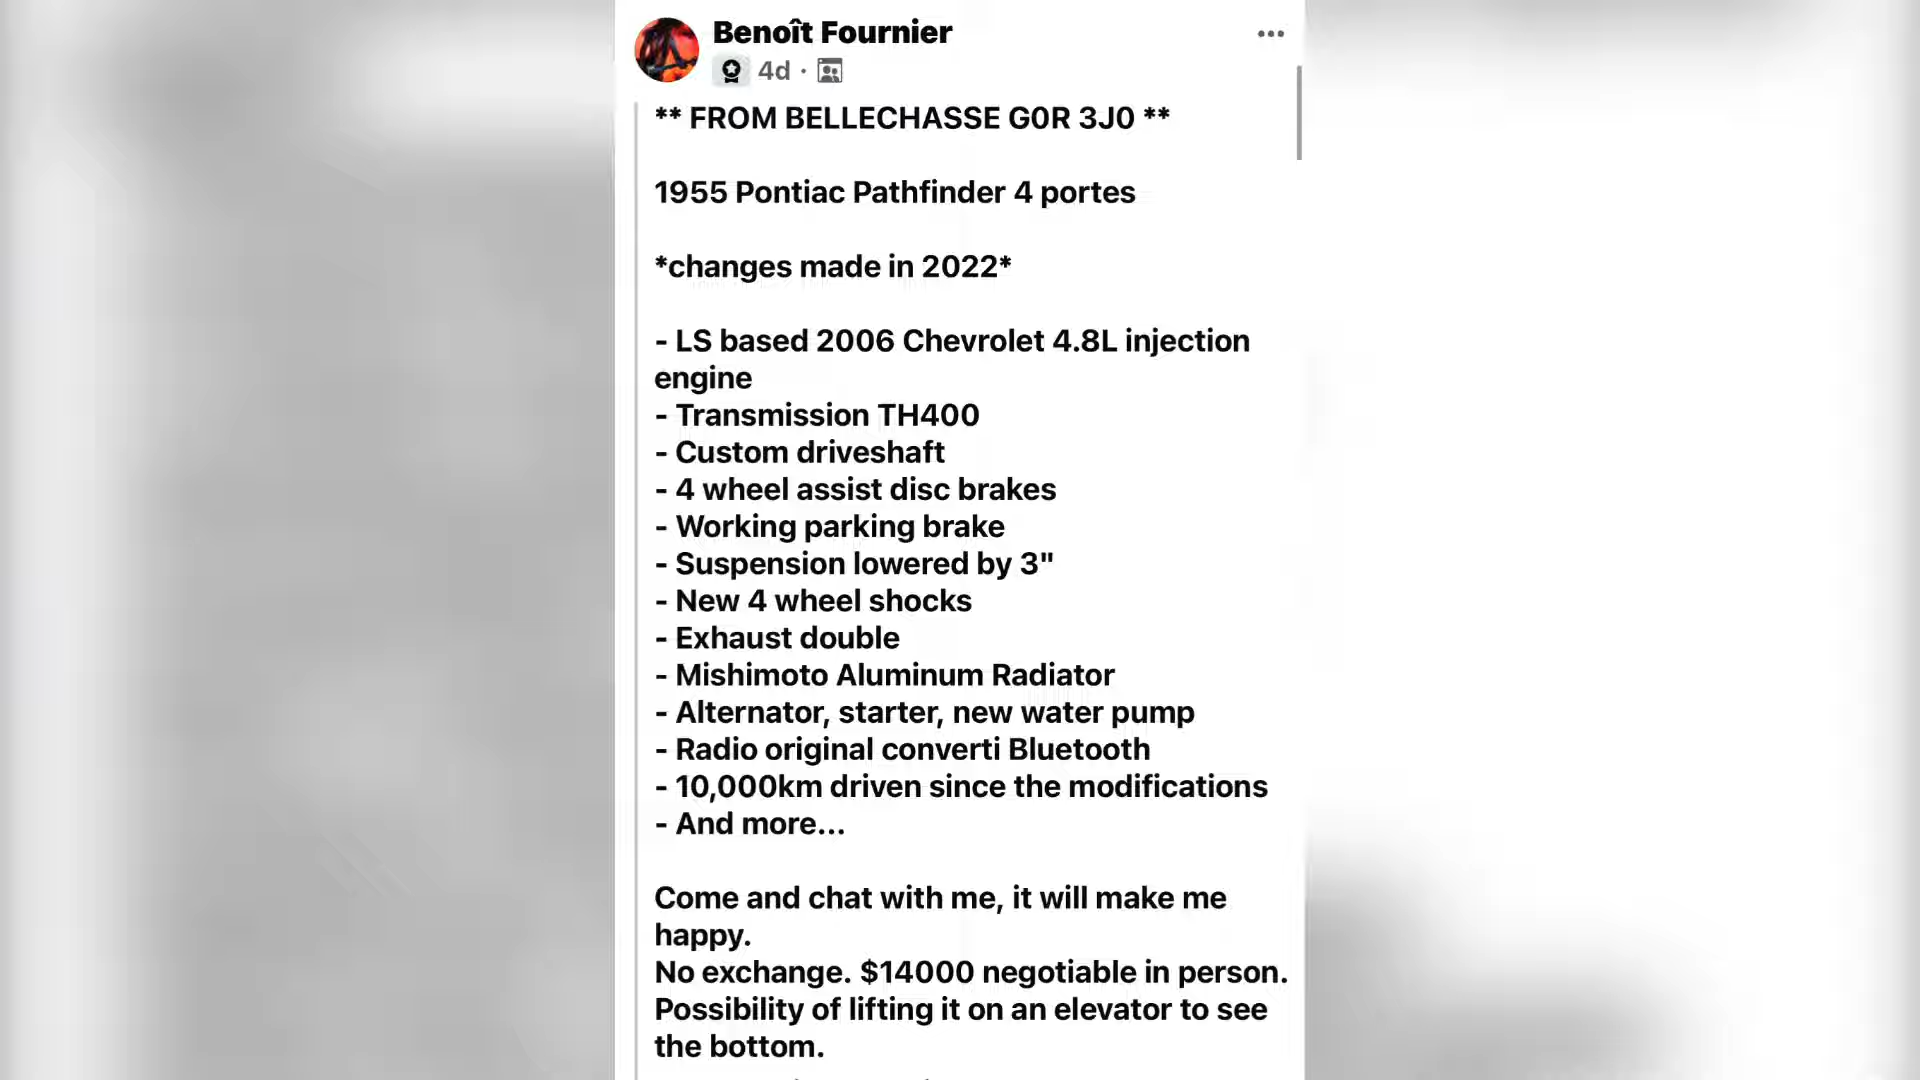 Benoît Fournier
4d ·
** FROM BELLECHASSE G0R 3J0 **
1955 Pontiac Pathfinder 4 portes
*changes made in 2022*
- LS based 2006 Chevrolet 4.8L injection
engine
- Transmission TH400
- Custom driveshaft
- 4 wheel assist disc brakes
- Working parking brake
- Suspension lowered by 3"
- New 4 wheel shocks
- Exhaust double
- Mishimoto Aluminum Radiator
- Alternator, starter, new water pump
- Radio original converti Bluetooth
- 10,000km driven since the modifications
- And more...
Come and chat with me, it will make me
happy.
No exchange. $14000 negotiable in person.
Possibility of lifting it on an elevator to see
the bottom.